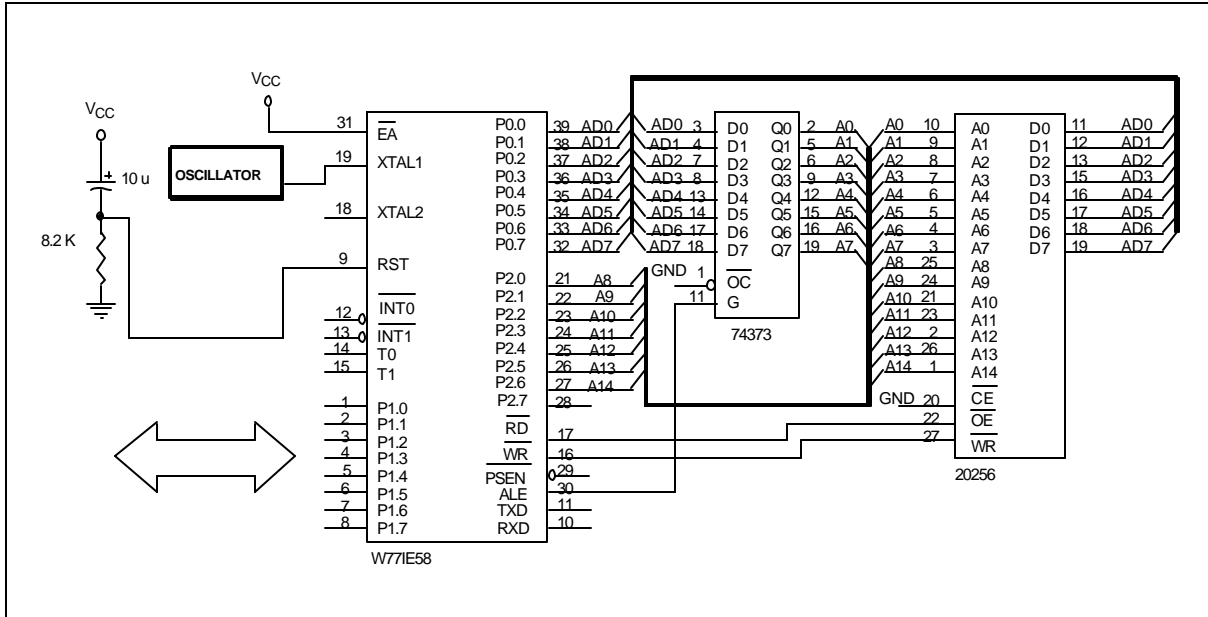 VCC
VCC
10 u
8.2 K
OSCILLATOR
31 EA
19 XTAL1
18 XTAL2
9 RST
12 INT0
13 INT1
14 T0
15 T1
1 P1.0
2 P1.1
3 P1.2
4 P1.3
5 P1.4
6 P1.5
7 P1.6
8 P1.7
P0.0 39 AD0
P0.1 38 AD1
P0.2 37 AD2
P0.3 36 AD3
P0.4 35 AD4
P0.5 34 AD5
P0.6 33 AD6
P0.7 32 AD7
P2.0 21 A8
P2.1 22 A9
P2.2 23 A10
P2.3 24 A11
P2.4 25 A12
P2.5 26 A13
P2.6 27 A14
P2.7 28
RD 17
WR 16
PSEN 29
ALE 30
TXD 11
RXD 10
W77IE58
AD0 3 D0 Q0 2 A0
AD1 4 D1 Q1 5 A1
AD2 7 D2 Q2 6 A2
AD3 8 D3 Q3 9 A3
AD4 13 D4 Q4 12 A4
AD5 14 D5 Q5 15 A5
AD6 17 D6 Q6 16 A6
AD7 18 D7 Q7 19 A7
GND 1 OC
11 G
74373
A0 10 A0 D0 11 AD0
A1 9 A1 D1 12 AD1
A2 8 A2 D2 13 AD2
A3 7 A3 D3 15 AD3
A4 6 A4 D4 16 AD4
A5 5 A5 D5 17 AD5
A6 4 A6 D6 18 AD6
A7 3 A7 D7 19 AD7
A8 25 A8
A9 24 A9
A10 21 A10
A11 23 A11
A12 2 A12
A13 26 A13
A14 1 A14
GND 20 CE
22 OE
27 WR
20256